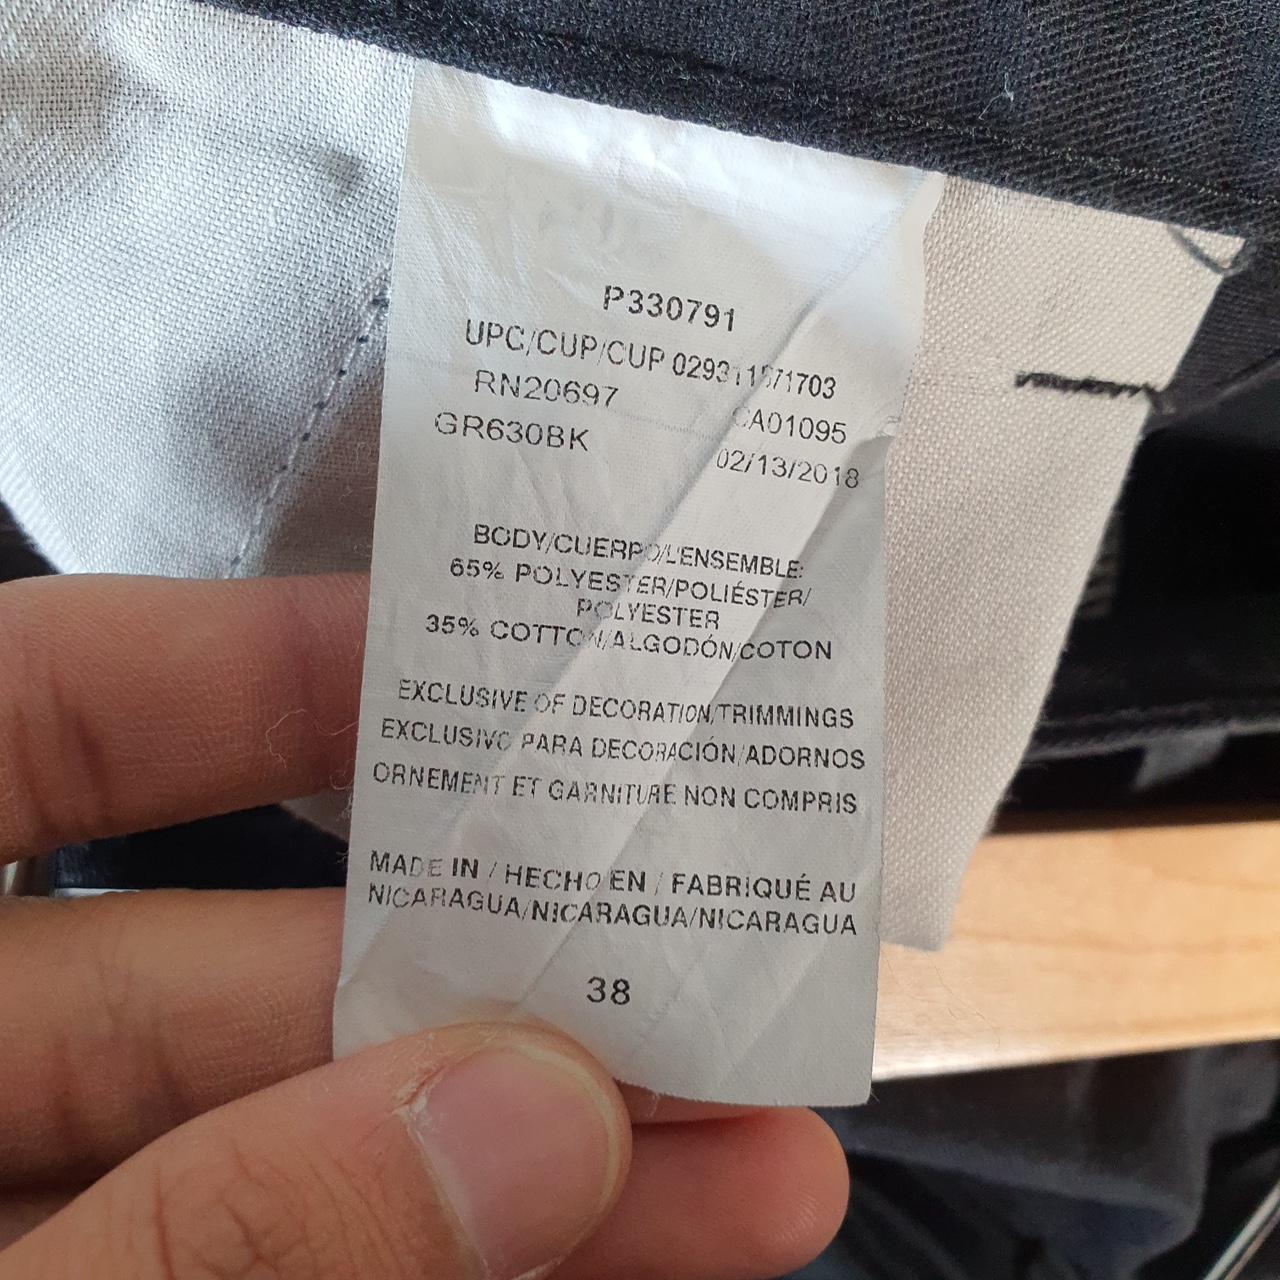 P330791
UPC/CUP/CUP
RN20697 CA01095
GR630BK 02/13/2018
BODY/CUERPO/L'ENSEMBLE:
65% POLYESTER/POLIÉSTER/
POLYESTER
35% COTTON/ALGODÓN/COTON
EXCLUSIVE OF DECORATION/TRIMMINGS
EXCLUSIVO PARA DECORACIÓN/ADORNOS
ORNEMENT ET GARNITURE NON COMPRIS
MADE IN / HECHO EN / FABRIQUÉ AU
NICARAGUA/NICARAGUA/NICARAGUA
38